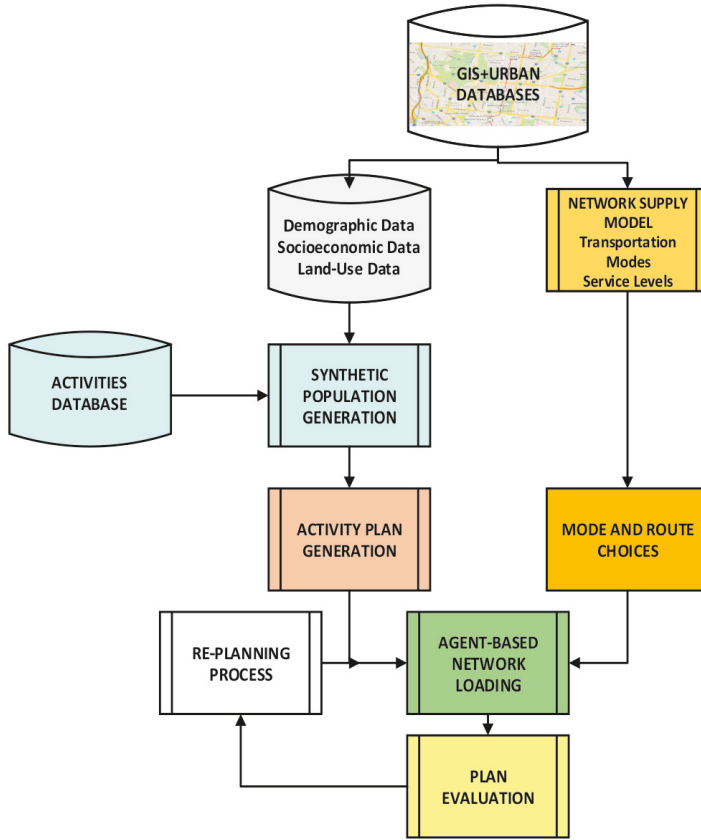 GIS+URBAN
DATABASES
Demographic Data
Socioeconomic Data
Land-Use Data
NETWORK SUPPLY
MODEL
Transportation
Modes
Service Levels
ACTIVITIES
DATABASE
SYNTHETIC
POPULATION
GENERATION
ACTIVITY PLAN
GENERATION
MODE AND ROUTE
CHOICES
RE-PLANNING
PROCESS
AGENT-BASED
NETWORK
LOADING
PLAN
EVALUATION